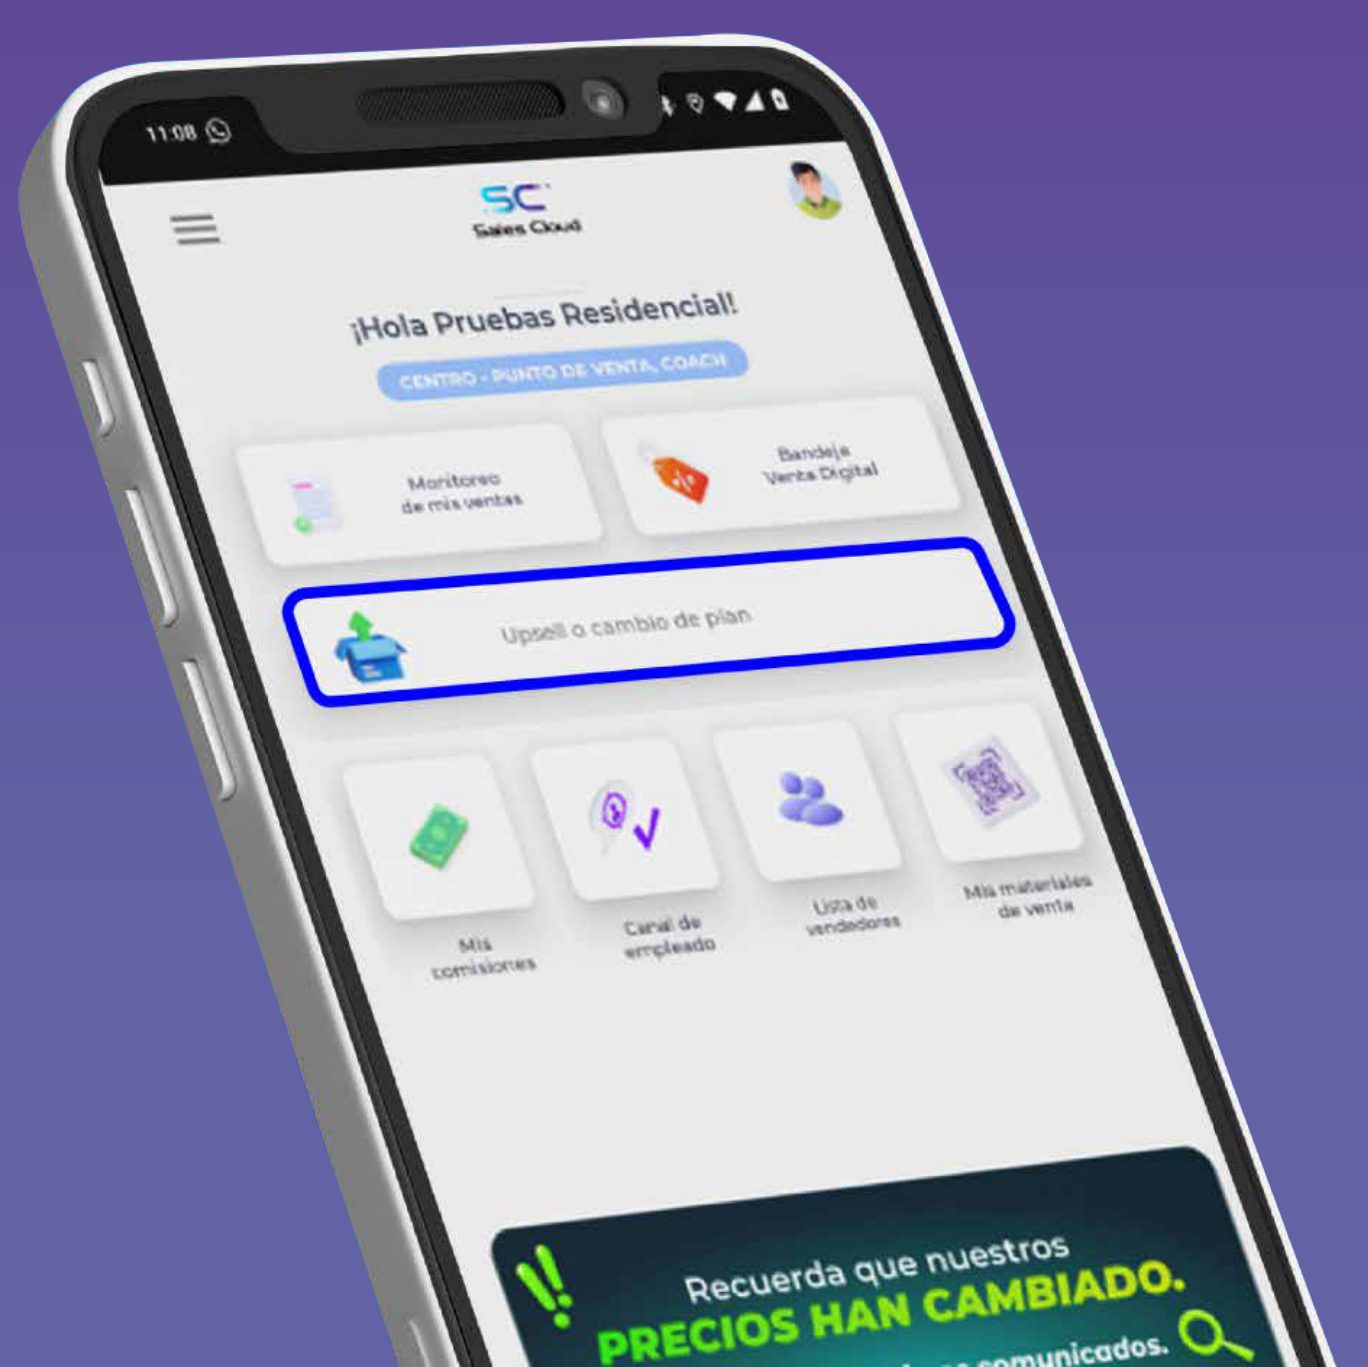 11:08
SC
Sales Cloud
¡Hola Pruebas Residencial!
CENTRO - PUNTO DE VENTA, COACH
Monitoreo
de mis ventas
Bandeja
Venta Digital
Upsell o cambio de plan
Mis
comisiones
Canal de
empleado
Lista de
vendedores
Mis materiales
de venta
Recuerda que nuestros
PRECIOS HAN CAMBIADO.
comunicados.